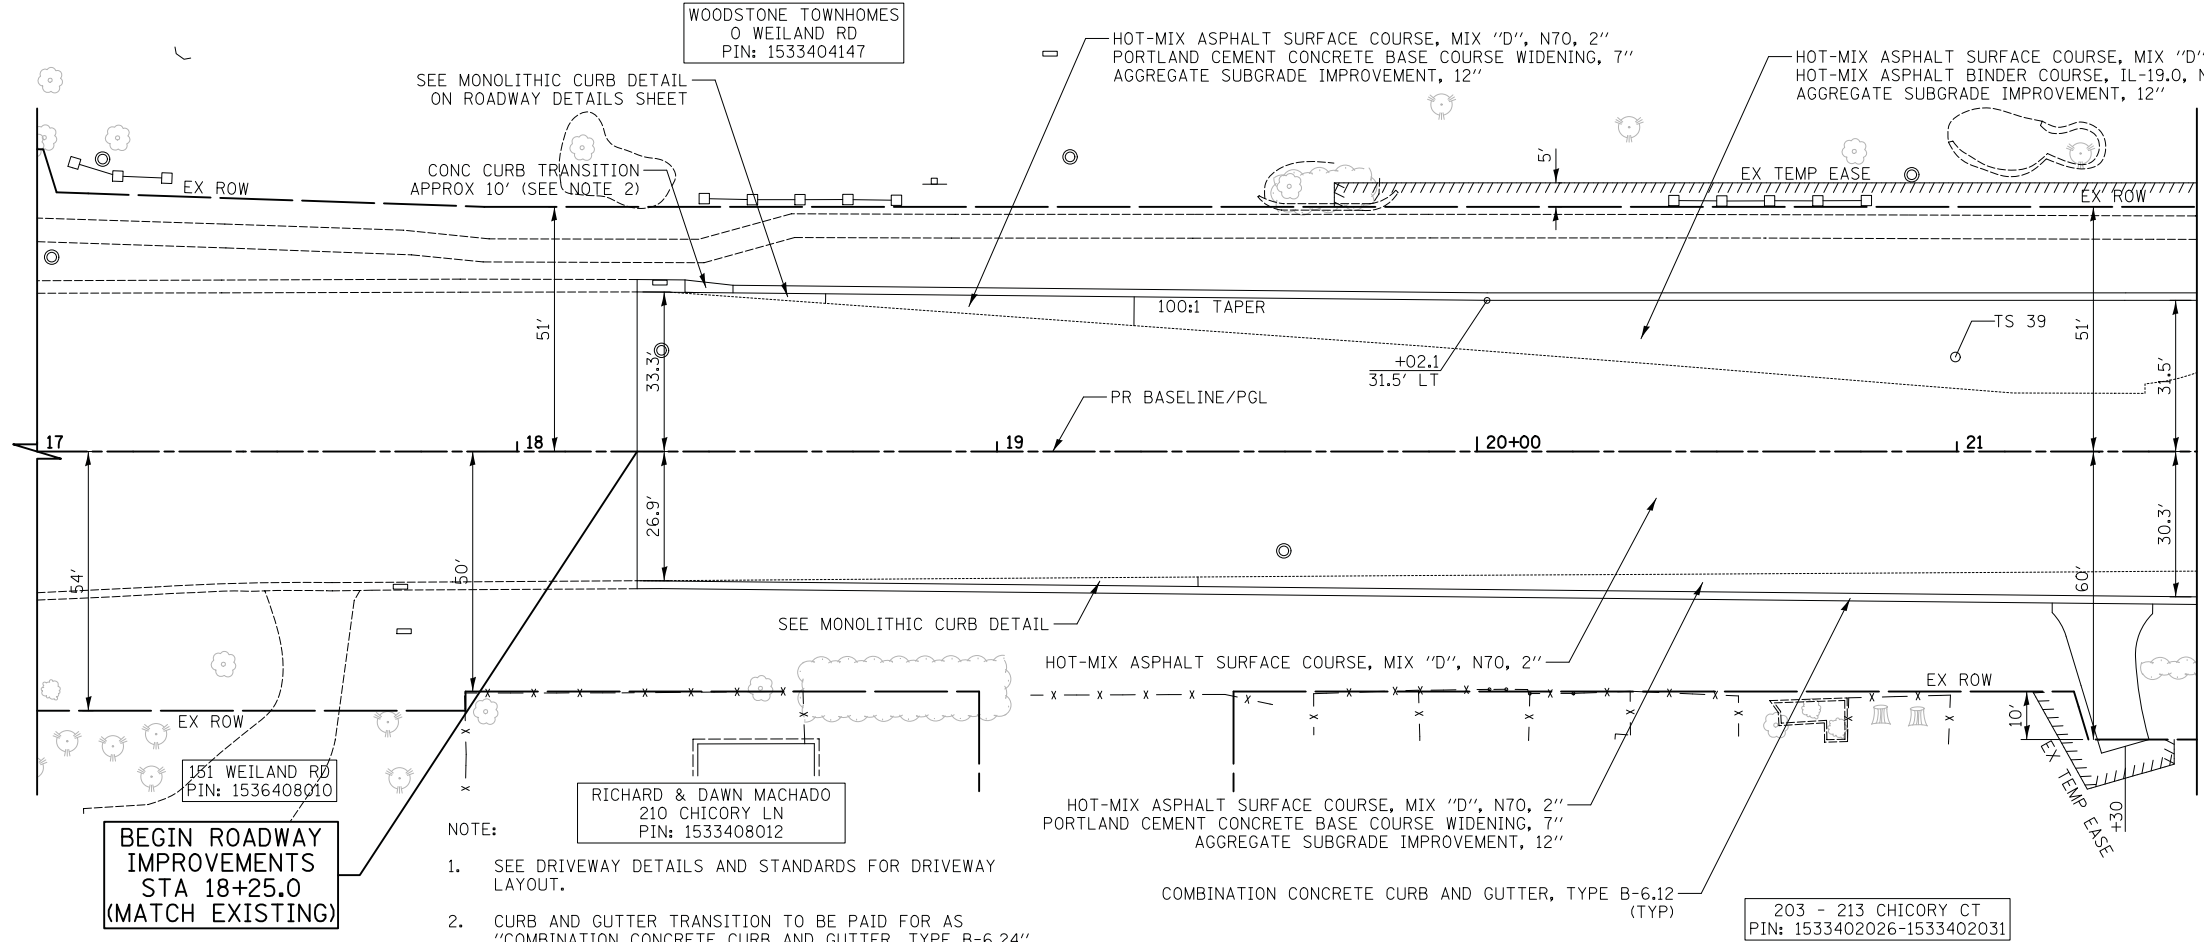 WOODSTONE TOWNHOMES
0 WEILAND RD
PIN: 1533404147
HOT-MIX ASPHALT SURFACE COURSE, MIX "D", N70, 2"
PORTLAND CEMENT CONCRETE BASE COURSE WIDENING, 7"
AGGREGATE SUBGRADE IMPROVEMENT, 12"
HOT-MIX ASPHALT SURFACE COURSE, MIX "D"
HOT-MIX ASPHALT BINDER COURSE, IL-19.0, N
AGGREGATE SUBGRADE IMPROVEMENT, 12"
SEE MONOLITHIC CURB DETAIL
ON ROADWAY DETAILS SHEET
CONC CURB TRANSITION
APPROX 10' (SEE NOTE 2)
EX ROW
5'
EX TEMP EASE
EX ROW
51'
33.3'
100:1 TAPER
+02.1
31.5' LT
TS 39
51'
31.5'
PR BASELINE/PGL
17
18
19
20+00
21
54'
50'
26.9'
60'
30.3'
SEE MONOLITHIC CURB DETAIL
HOT-MIX ASPHALT SURFACE COURSE, MIX "D", N70, 2"
EX ROW
EX ROW
10'
EX TEMP EASE
+30
X X X X X X X
X
X
X
X X X X X
X X X X X X X X X
X X X X X X X
151 WEILAND RD
PIN: 1536408010
RICHARD & DAWN MACHADO
210 CHICORY LN
PIN: 1533408012
HOT-MIX ASPHALT SURFACE COURSE, MIX "D", N70, 2"
PORTLAND CEMENT CONCRETE BASE COURSE WIDENING, 7"
AGGREGATE SUBGRADE IMPROVEMENT, 12"
BEGIN ROADWAY
IMPROVEMENTS
STA 18+25.0
(MATCH EXISTING)
NOTE:
1. SEE DRIVEWAY DETAILS AND STANDARDS FOR DRIVEWAY
LAYOUT.
2. CURB AND GUTTER TRANSITION TO BE PAID FOR AS
"COMBINATION CONCRETE CURB AND GUTTER, TYPE B-6.24"
COMBINATION CONCRETE CURB AND GUTTER, TYPE B-6.12
(TYP)
203 - 213 CHICORY CT
PIN: 1533402026-1533402031